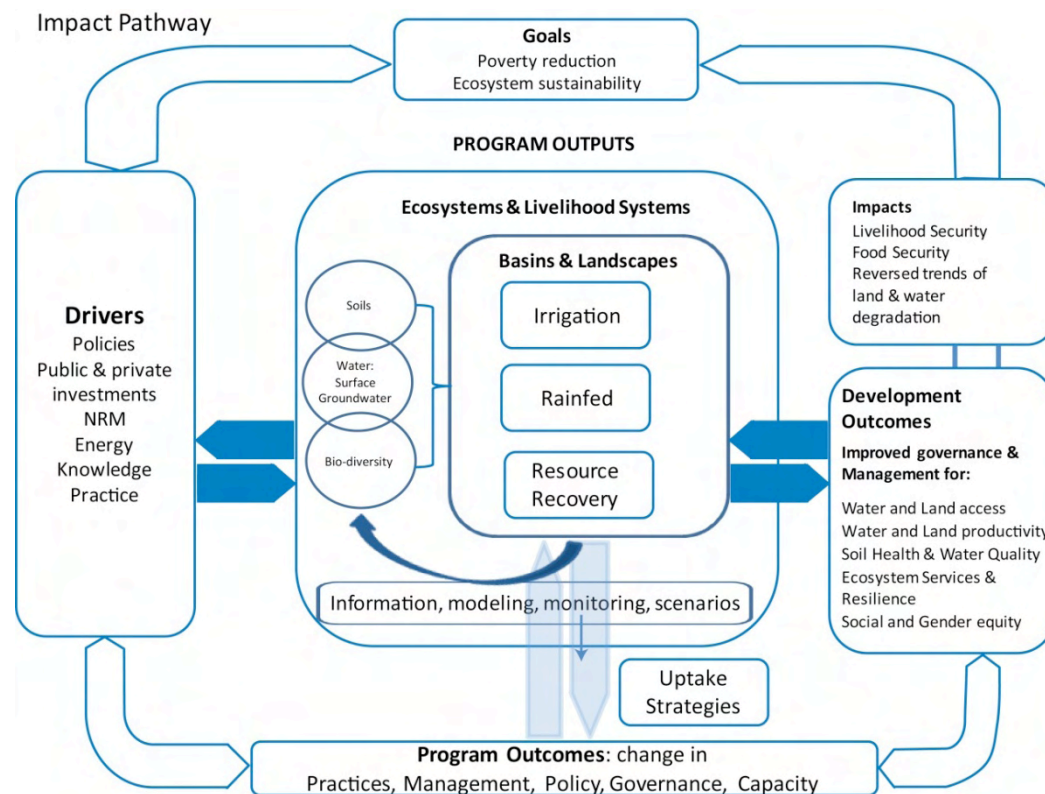 Impact Pathway
Goals
Poverty reduction
Ecosystem sustainability
PROGRAM OUTPUTS
Drivers
Policies
Public & private
investments
NRM
Energy
Knowledge
Practice
Ecosystems & Livelihood Systems
Soils
Water:
Surface
Groundwater
Bio-diversity
Basins & Landscapes
Irrigation
Rainfed
Resource
Recovery
Information, modeling, monitoring, scenarios
Impacts
Livelihood Security
Food Security
Reversed trends of
land & water
degradation
Development
Outcomes
Improved governance &
Management for:
Water and Land access
Water and Land productivity
Soil Health & Water Quality
Ecosystem Services &
Resilience
Social and Gender equity
Uptake
Strategies
Program Outcomes: change in
Practices, Management, Policy, Governance, Capacity